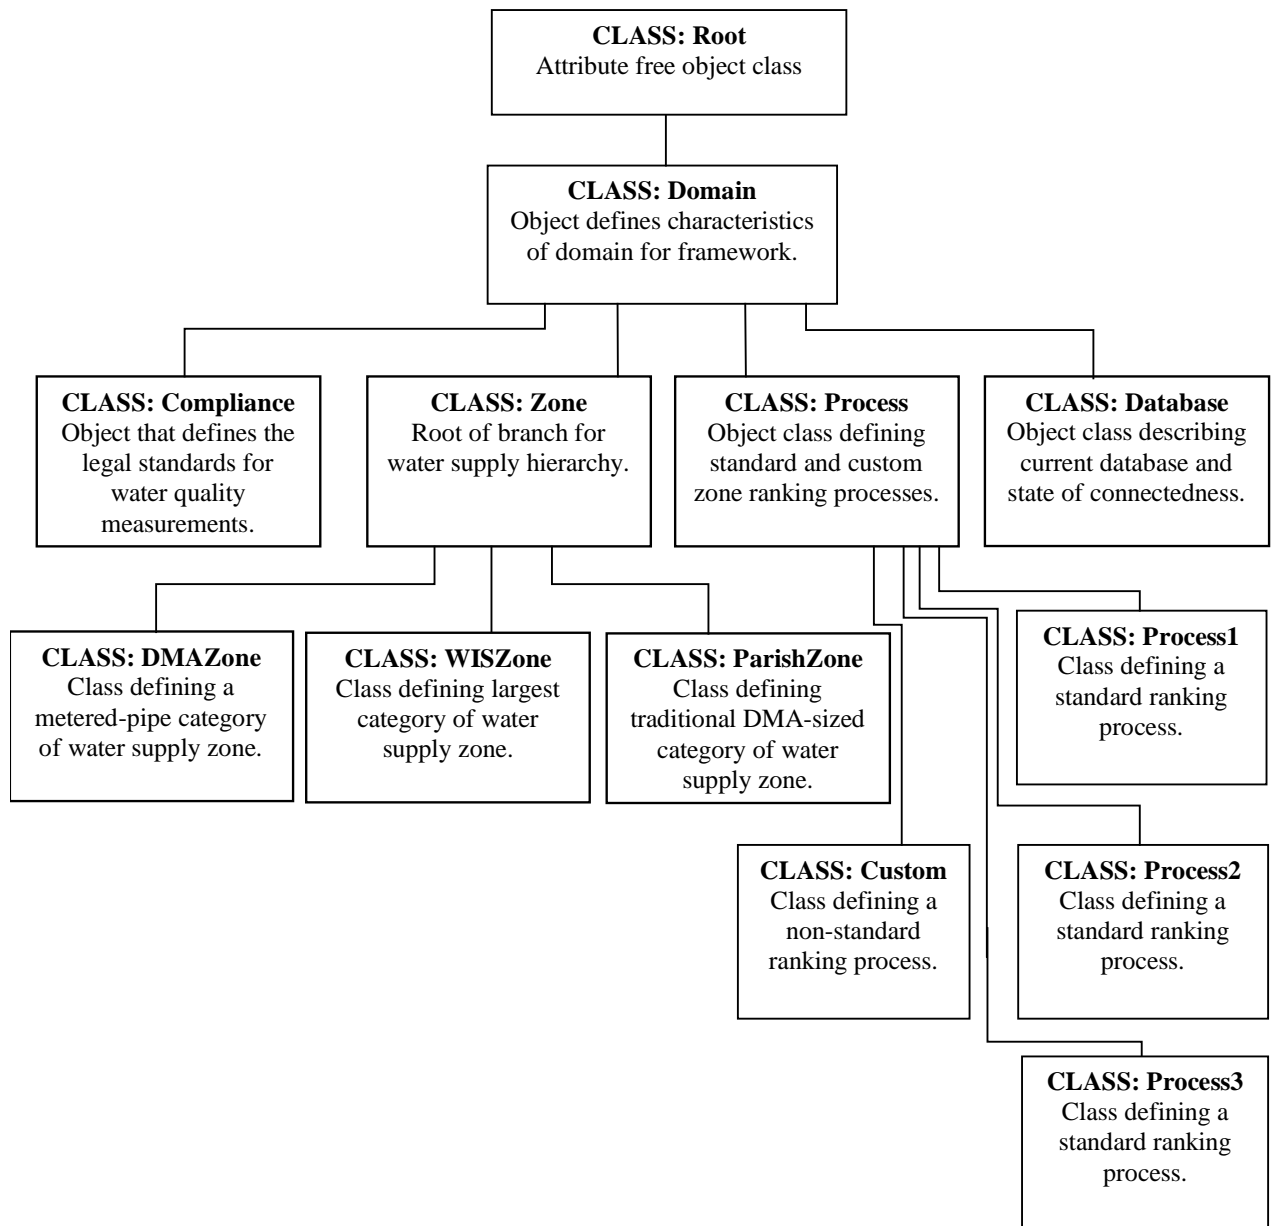 CLASS: Root
Attribute free object class
CLASS: Domain
Object defines characteristics
of domain for framework.
CLASS: Compliance
Object that defines the
legal standards for
water quality
measurements.
CLASS: Zone
Root of branch for
water supply hierarchy.
CLASS: Process
Object class defining
standard and custom
zone ranking processes.
CLASS: Database
Object class describing
current database and
state of connectedness.
CLASS: DMAZone
Class defining a
metered-pipe category
of water supply zone.
CLASS: WISZone
Class defining largest
category of water
supply zone.
CLASS: ParishZone
Class defining
traditional DMA-sized
category of water
supply zone.
CLASS: Process1
Class defining a
standard ranking
process.
CLASS: Custom
Class defining a
non-standard
ranking process.
CLASS: Process2
Class defining a
standard ranking
process.
CLASS: Process3
Class defining a
standard ranking
process.